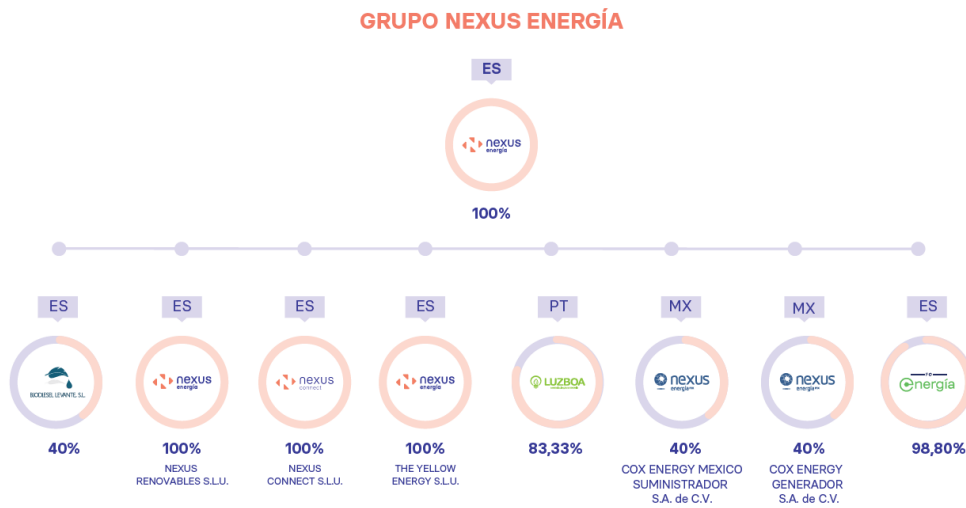 GRUPO NEXUS ENERGÍA
ES
nexus
energía
100%
ES
ES
ES
ES
PT
MX
MX
ES
BIODIESEL LEVANTE, S.L.
nexus
energía
nexus
connect
nexus
energía
LUZBOA
nexus
energía
nexus
energía
energía
40%
100%
100%
100%
83,33%
40%
40%
98,80%
NEXUS
RENOVABLES S.L.U.
NEXUS
CONNECT S.L.U.
THE YELLOW
ENERGY S.L.U.
COX ENERGY MEXICO
SUMINISTRADOR
S.A. de C.V.
COX ENERGY
GENERADOR
S.A. de C.V.